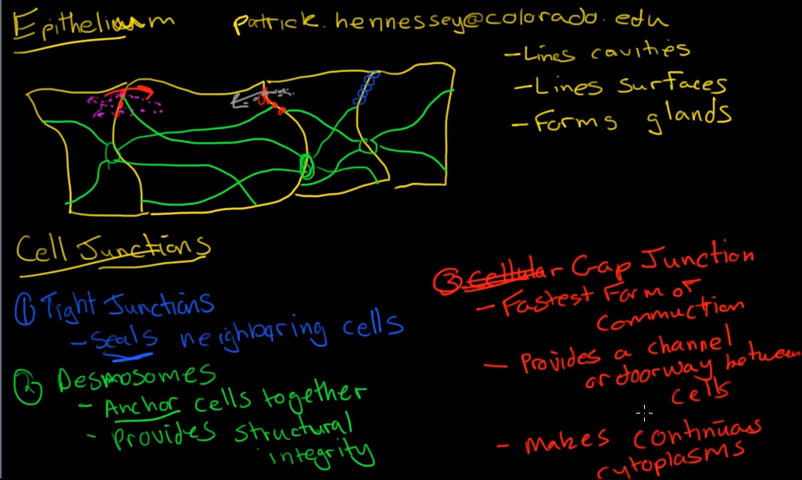 Epithelium
patrick.hennessey@colorado.edu
- Lines cavities
- Lines surfaces
- Forms glands
Cell Junctions
① Tight Junctions
- Seals neighboring cells
② Desmosomes
- Anchor cells together
- Provides structural
integrity
③ cellular Gap Junction
- Fastest Form of
Commuction
- Provides a channel
or doorway between
cells
- makes continuous
cytoplasms